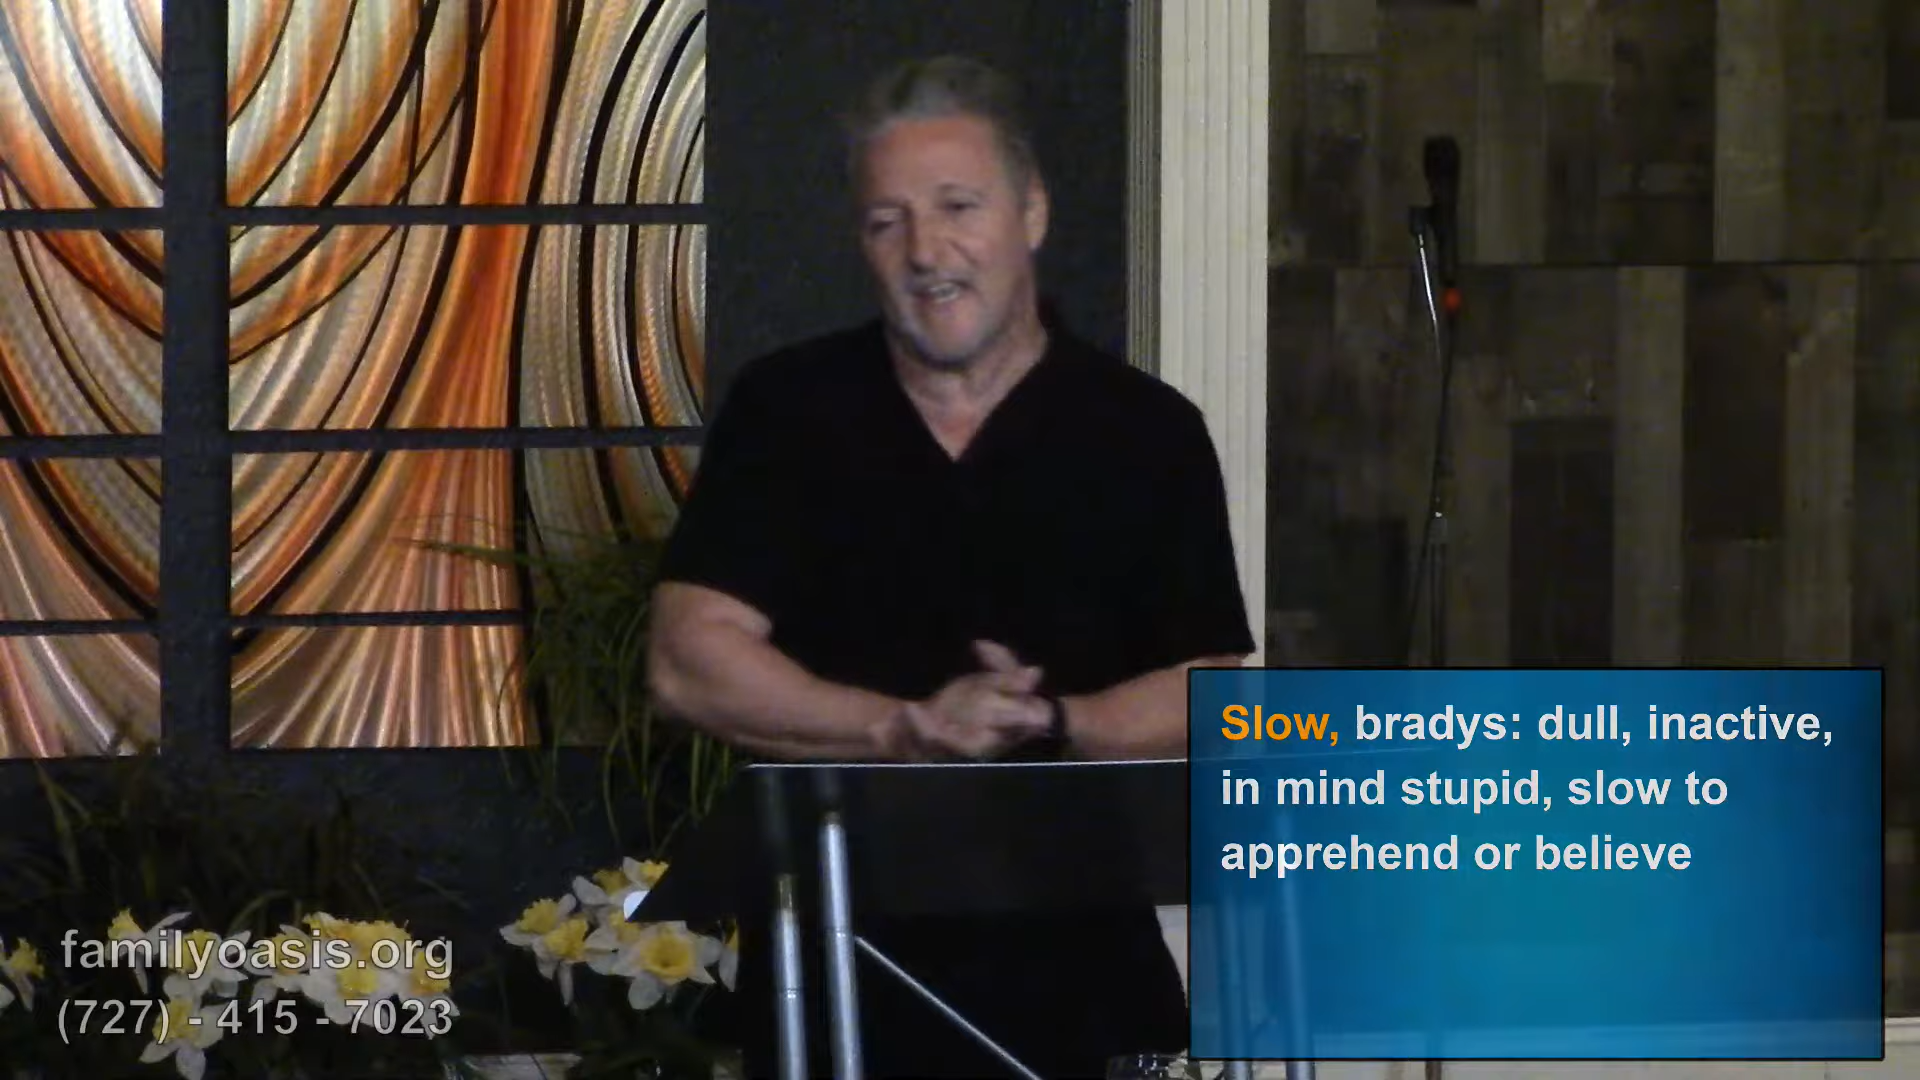 Slow, bradys: dull, inactive,
in mind stupid, slow to
apprehend or believe
familyoasis.org
(727) - 415 - 7023